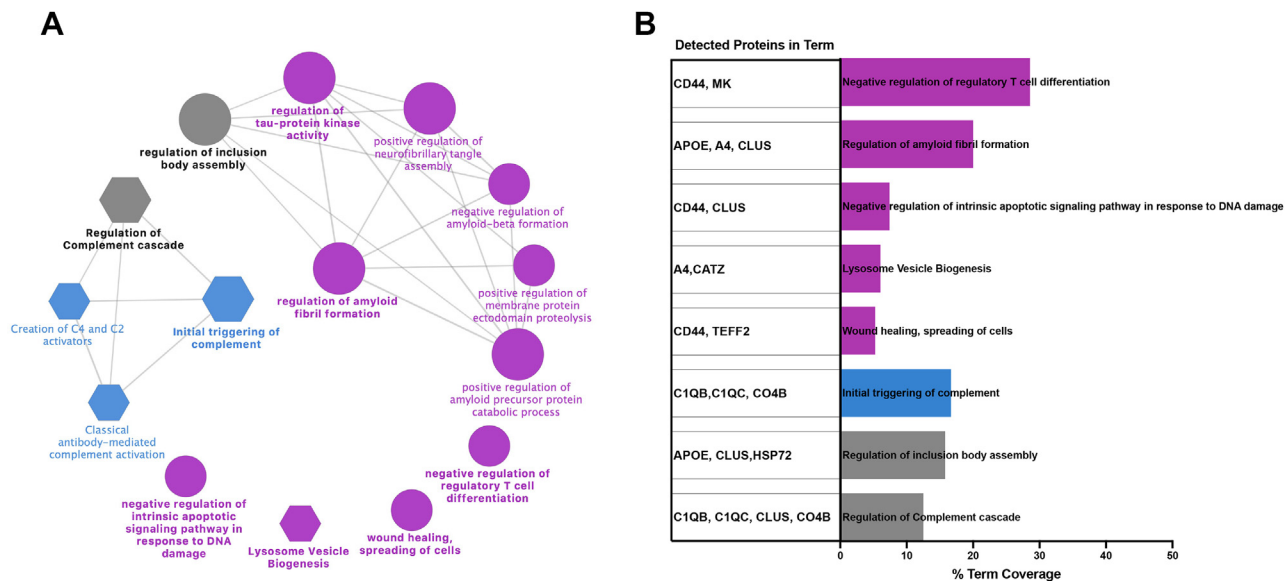 A
regulation of
tau-protein kinase
activity
positive regulation of
neurofibrillary tangle
assembly
regulation of inclusion
body assembly
negative regulation of
amyloid-beta formation
Regulation of
Complement cascade
regulation of amyloid
fibril formation
positive regulation of
membrane protein
ectodomain proteolysis
Creation of C4 and C2
activators
Initial triggering of
complement
positive regulation of
amyloid precursor protein
catabolic process
Classical
antibody-mediated
complement activation
negative regulation of
regulatory T cell
differentiation
negative regulation of
intrinsic apoptotic
signaling pathway in
response to DNA
damage
Lysosome Vesicle
Biogenesis
wound healing,
spreading of cells
B
Detected Proteins in Term
CD44, MK
Negative regulation of regulatory T cell differentiation
APOE, A4, CLUS
Regulation of amyloid fibril formation
CD44, CLUS
Negative regulation of intrinsic apoptotic signaling pathway in response to DNA damage
A4,CATZ
Lysosome Vesicle Biogenesis
CD44, TEFF2
Wound healing, spreading of cells
C1QB,C1QC, CO4B
Initial triggering of complement
APOE, CLUS,HSP72
Regulation of inclusion body assembly
C1QB, C1QC, CLUS, CO4B
Regulation of Complement cascade
0 10 20 30 40 50
% Term Coverage